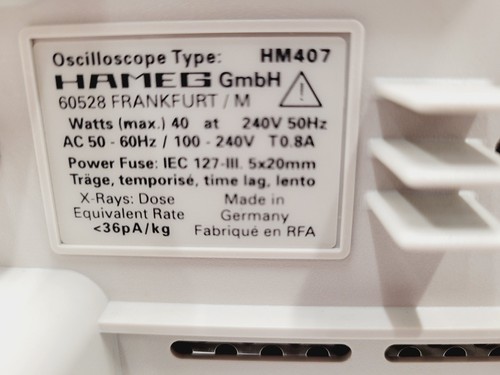 Oscilloscope Type: HM407
HAMEG GmbH
60528 FRANKFURT / M
Watts (max.) 40 at 240V 50Hz
AC 50 - 60Hz / 100 - 240V T0.8A
Power Fuse: IEC 127-III. 5x20mm
Träge, temporisé, time lag, lento
X-Rays: Dose
Equivalent Rate
<36pA/kg
Made in
Germany
Fabriqué en RFA